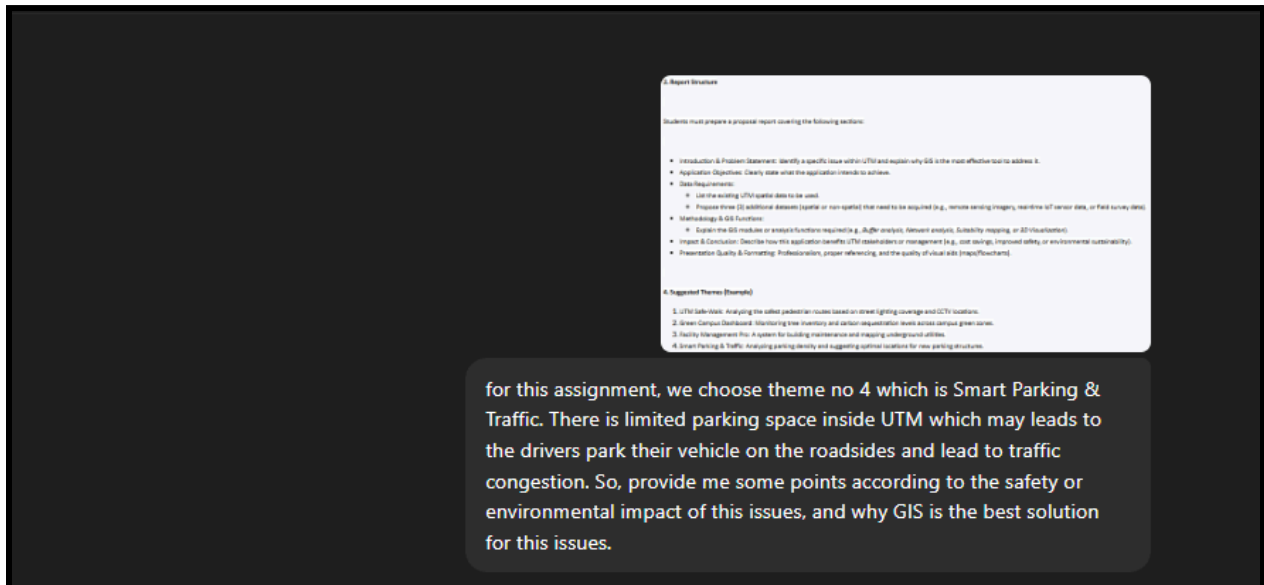 3. Report Structure
Students must prepare a proposal report covering the following sections:
• Introduction & Problem Statement: Identify a specific issue within UTM and explain why GIS is the most effective tool to address it.
• Application Objectives: Clearly state what the application intends to achieve.
• Data Requirements:
List the existing UTM spatial data to be used.
Propose three (3) additional datasets (spatial or non-spatial) that need to be acquired (e.g., remote sensing imagery, real-time IoT sensor data, or field survey data).
• Methodology & GIS Functions:
Explain the GIS modules or analysis functions required (e.g., Buffer analysis, Network analysis, Suitability mapping, or 3D Visualization).
• Impact & Conclusion: Describe how this application benefits UTM stakeholders or management (e.g., cost savings, improved safety, or environmental sustainability).
• Presentation Quality & Formatting: Professionalism, proper referencing, and the quality of visual aids (maps/flowcharts).
4. Suggested Themes (Example)
1. UTM Safe-Walk: Analyzing the safest pedestrian routes based on street lighting coverage and CCTV locations.
2. Green Campus Dashboard: Monitoring tree inventory and carbon sequestration levels across campus green zones.
3. Facility Management Pro: A system for building maintenance and mapping underground utilities.
4. Smart Parking & Traffic: Analyzing parking density and suggesting optimal locations for new parking structures.
for this assignment, we choose theme no 4 which is Smart Parking &
Traffic. There is limited parking space inside UTM which may leads to
the drivers park their vehicle on the roadsides and lead to traffic
congestion. So, provide me some points according to the safety or
environmental impact of this issues, and why GIS is the best solution
for this issues.